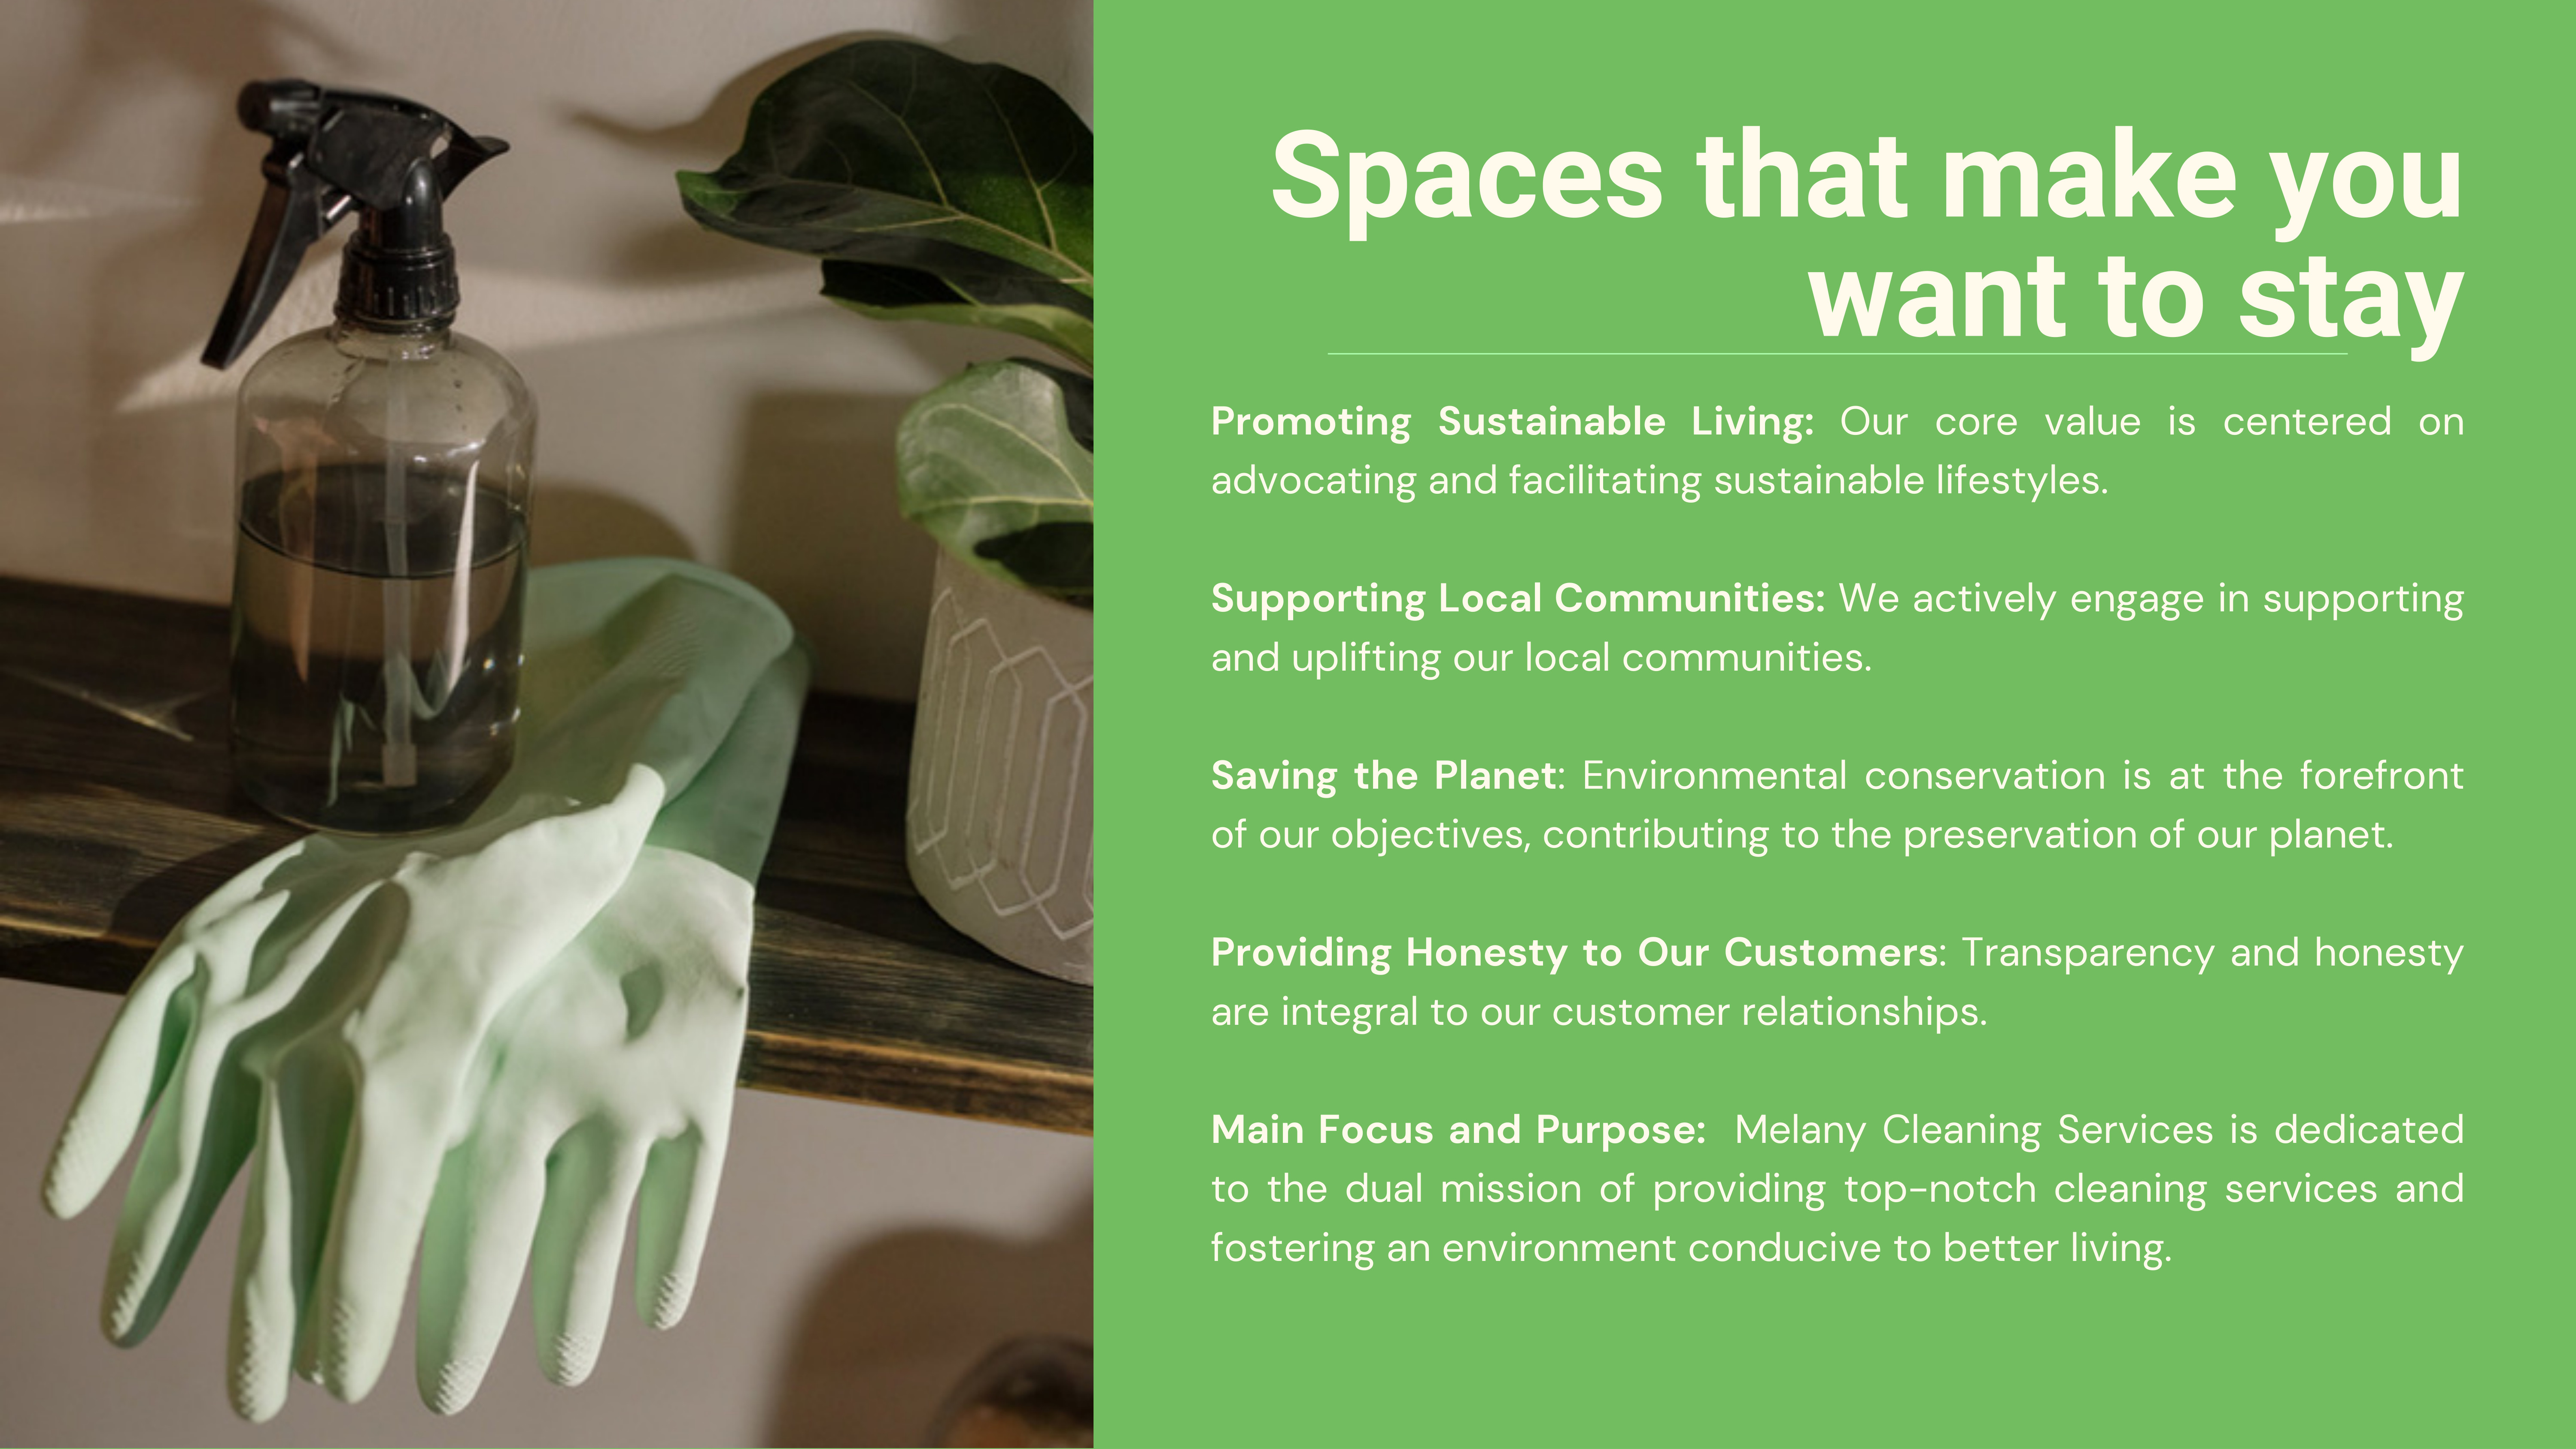 Spaces that make you
want to stay
Promoting Sustainable Living: Our core value is centered on
advocating and facilitating sustainable lifestyles.
Supporting Local Communities: We actively engage in supporting
and uplifting our local communities.
Saving the Planet: Environmental conservation is at the forefront
of our objectives, contributing to the preservation of our planet.
Providing Honesty to Our Customers: Transparency and honesty
are integral to our customer relationships.
Main Focus and Purpose: Melany Cleaning Services is dedicated
to the dual mission of providing top-notch cleaning services and
fostering an environment conducive to better living.